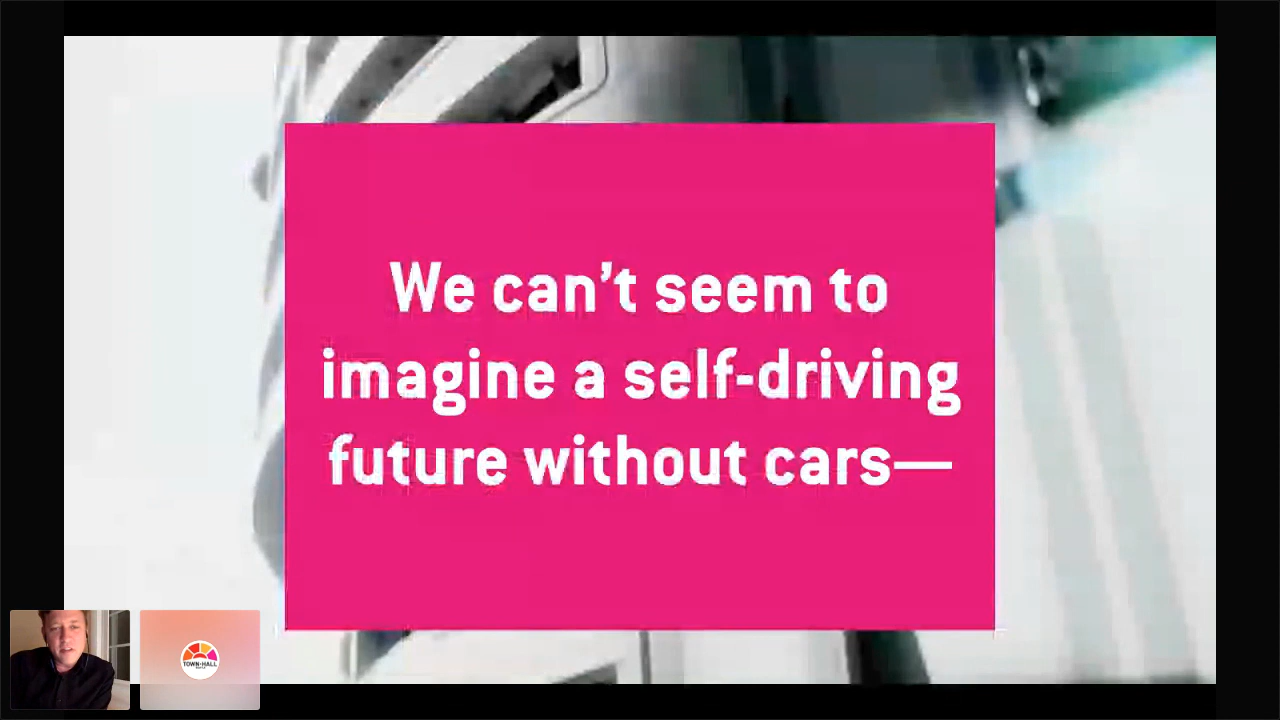 We can’t seem to
imagine a self-driving
future without cars—
TOWN HALL